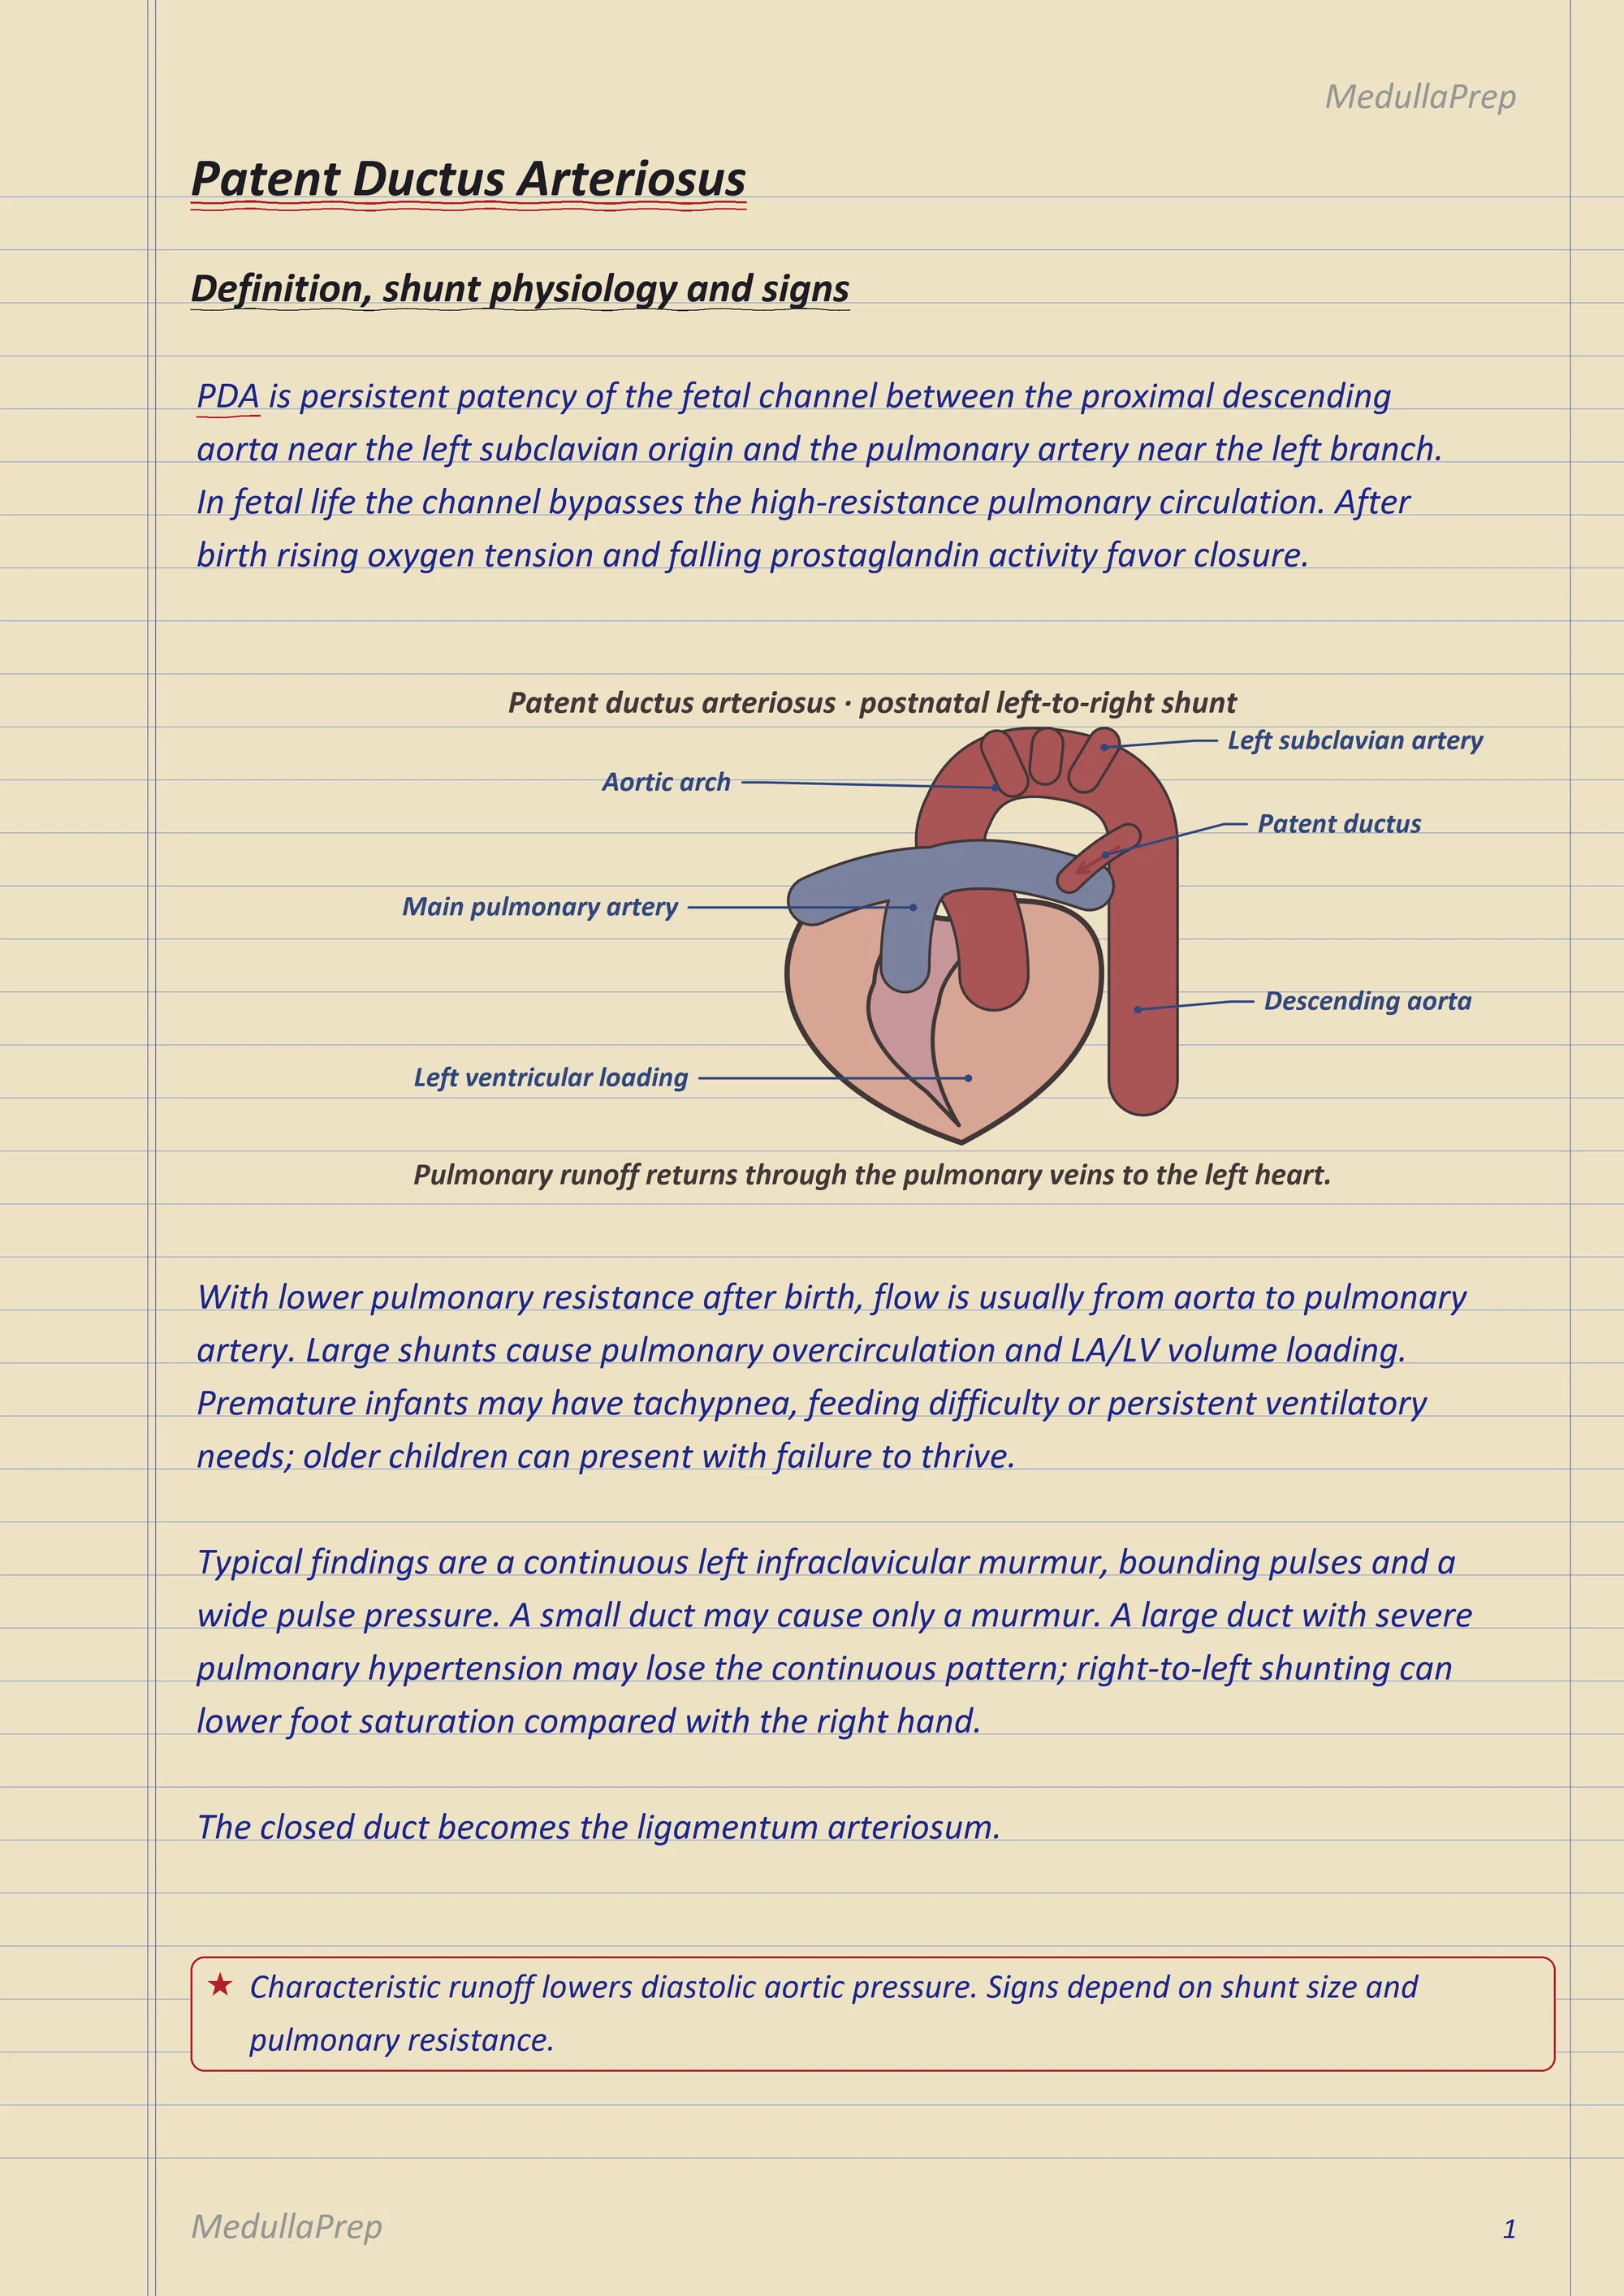 MedullaPrep
Patent Ductus Arteriosus
Definition, shunt physiology and signs
PDA is persistent patency of the fetal channel between the proximal descending
aorta near the left subclavian origin and the pulmonary artery near the left branch.
In fetal life the channel bypasses the high-resistance pulmonary circulation. After
birth rising oxygen tension and falling prostaglandin activity favor closure.
Patent ductus arteriosus · postnatal left-to-right shunt
Left subclavian artery
Aortic arch
Patent ductus
Main pulmonary artery
Descending aorta
Left ventricular loading
Pulmonary runoff returns through the pulmonary veins to the left heart.
With lower pulmonary resistance after birth, flow is usually from aorta to pulmonary
artery. Large shunts cause pulmonary overcirculation and LA/LV volume loading.
Premature infants may have tachypnea, feeding difficulty or persistent ventilatory
needs; older children can present with failure to thrive.
Typical findings are a continuous left infraclavicular murmur, bounding pulses and a
wide pulse pressure. A small duct may cause only a murmur. A large duct with severe
pulmonary hypertension may lose the continuous pattern; right-to-left shunting can
lower foot saturation compared with the right hand.
The closed duct becomes the ligamentum arteriosum.
★ Characteristic runoff lowers diastolic aortic pressure. Signs depend on shunt size and
pulmonary resistance.
MedullaPrep
1